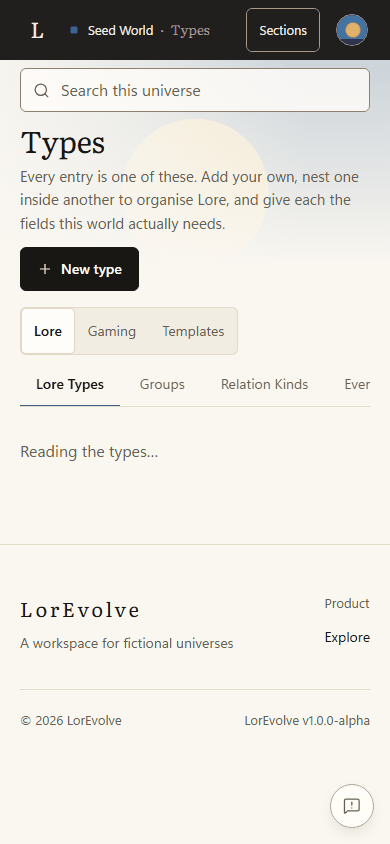 L
Seed World · Types
Sections
Search this universe
Types
Every entry is one of these. Add your own, nest one
inside another to organise Lore, and give each the
fields this world actually needs.
New type
Lore
Gaming
Templates
Lore Types
Groups
Relation Kinds
Ever
Reading the types...
LorEvolve
A workspace for fictional universes
Product
Explore
© 2026 LorEvolve
LorEvolve v1.0.0-alpha